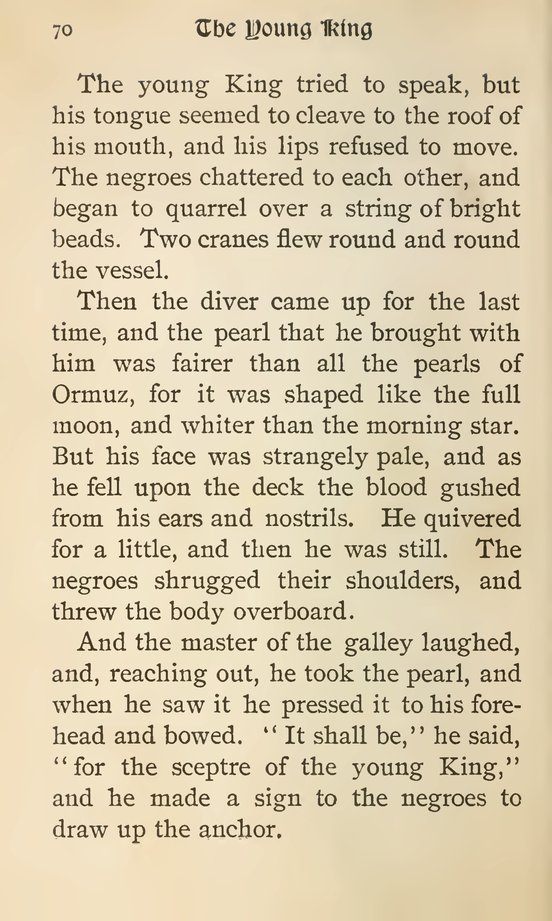 70 The Young King
The young King tried to speak, but
his tongue seemed to cleave to the roof of
his mouth, and his lips refused to move.
The negroes chattered to each other, and
began to quarrel over a string of bright
beads. Two cranes flew round and round
the vessel.
Then the diver came up for the last
time, and the pearl that he brought with
him was fairer than all the pearls of
Ormuz, for it was shaped like the full
moon, and whiter than the morning star.
But his face was strangely pale, and as
he fell upon the deck the blood gushed
from his ears and nostrils. He quivered
for a little, and then he was still. The
negroes shrugged their shoulders, and
threw the body overboard.
And the master of the galley laughed,
and, reaching out, he took the pearl, and
when he saw it he pressed it to his fore-
head and bowed. "It shall be," he said,
"for the sceptre of the young King,"
and he made a sign to the negroes to
draw up the anchor.